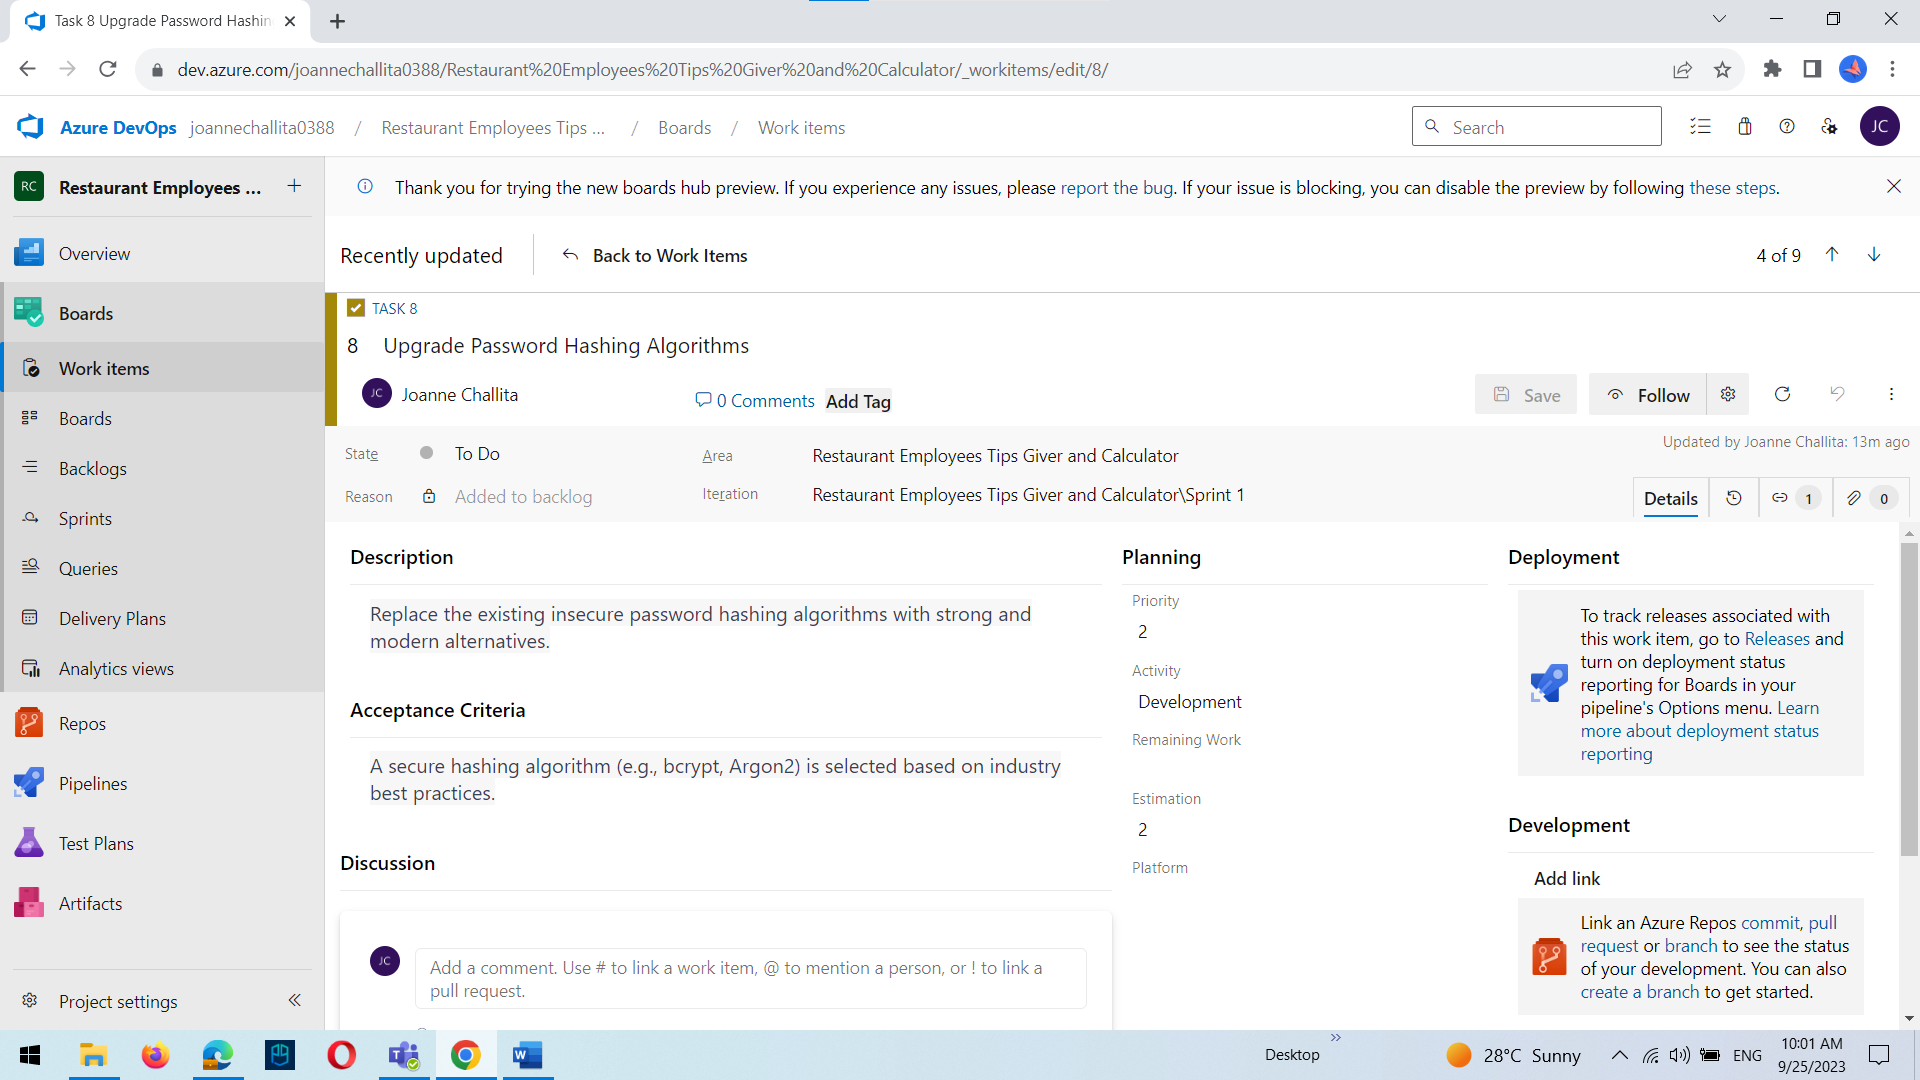 Task 8 Upgrade Password Hashin
dev.azure.com/joannechallita0388/Restaurant%20Employees%20Tips%20Giver%20and%20Calculator/_workitems/edit/8/
Azure DevOps joannechallita0388 / Restaurant Employees Tips ... / Boards / Work items
Search
JC
RC Restaurant Employees ...
Thank you for trying the new boards hub preview. If you experience any issues, please report the bug. If your issue is blocking, you can disable the preview by following these steps.
Overview
Boards
Work items
Boards
Backlogs
Sprints
Queries
Delivery Plans
Analytics views
Repos
Pipelines
Test Plans
Artifacts
Project settings
Recently updated
Back to Work Items
4 of 9
TASK 8
8 Upgrade Password Hashing Algorithms
JC Joanne Challita
0 Comments
Add Tag
Save
Follow
State To Do
Area Restaurant Employees Tips Giver and Calculator
Updated by Joanne Challita: 13m ago
Reason Added to backlog
Iteration Restaurant Employees Tips Giver and Calculator\Sprint 1
Details 1 0
Description
Replace the existing insecure password hashing algorithms with strong and
modern alternatives.
Acceptance Criteria
A secure hashing algorithm (e.g., bcrypt, Argon2) is selected based on industry
best practices.
Discussion
JC
Add a comment. Use # to link a work item, @ to mention a person, or ! to link a
pull request.
Planning
Priority
2
Activity
Development
Remaining Work
Estimation
2
Platform
Deployment
To track releases associated with
this work item, go to Releases and
turn on deployment status
reporting for Boards in your
pipeline's Options menu. Learn
more about deployment status
reporting
Development
Add link
Link an Azure Repos commit, pull
request or branch to see the status
of your development. You can also
create a branch to get started.
Desktop
28°C Sunny
ENG
10:01 AM
9/25/2023